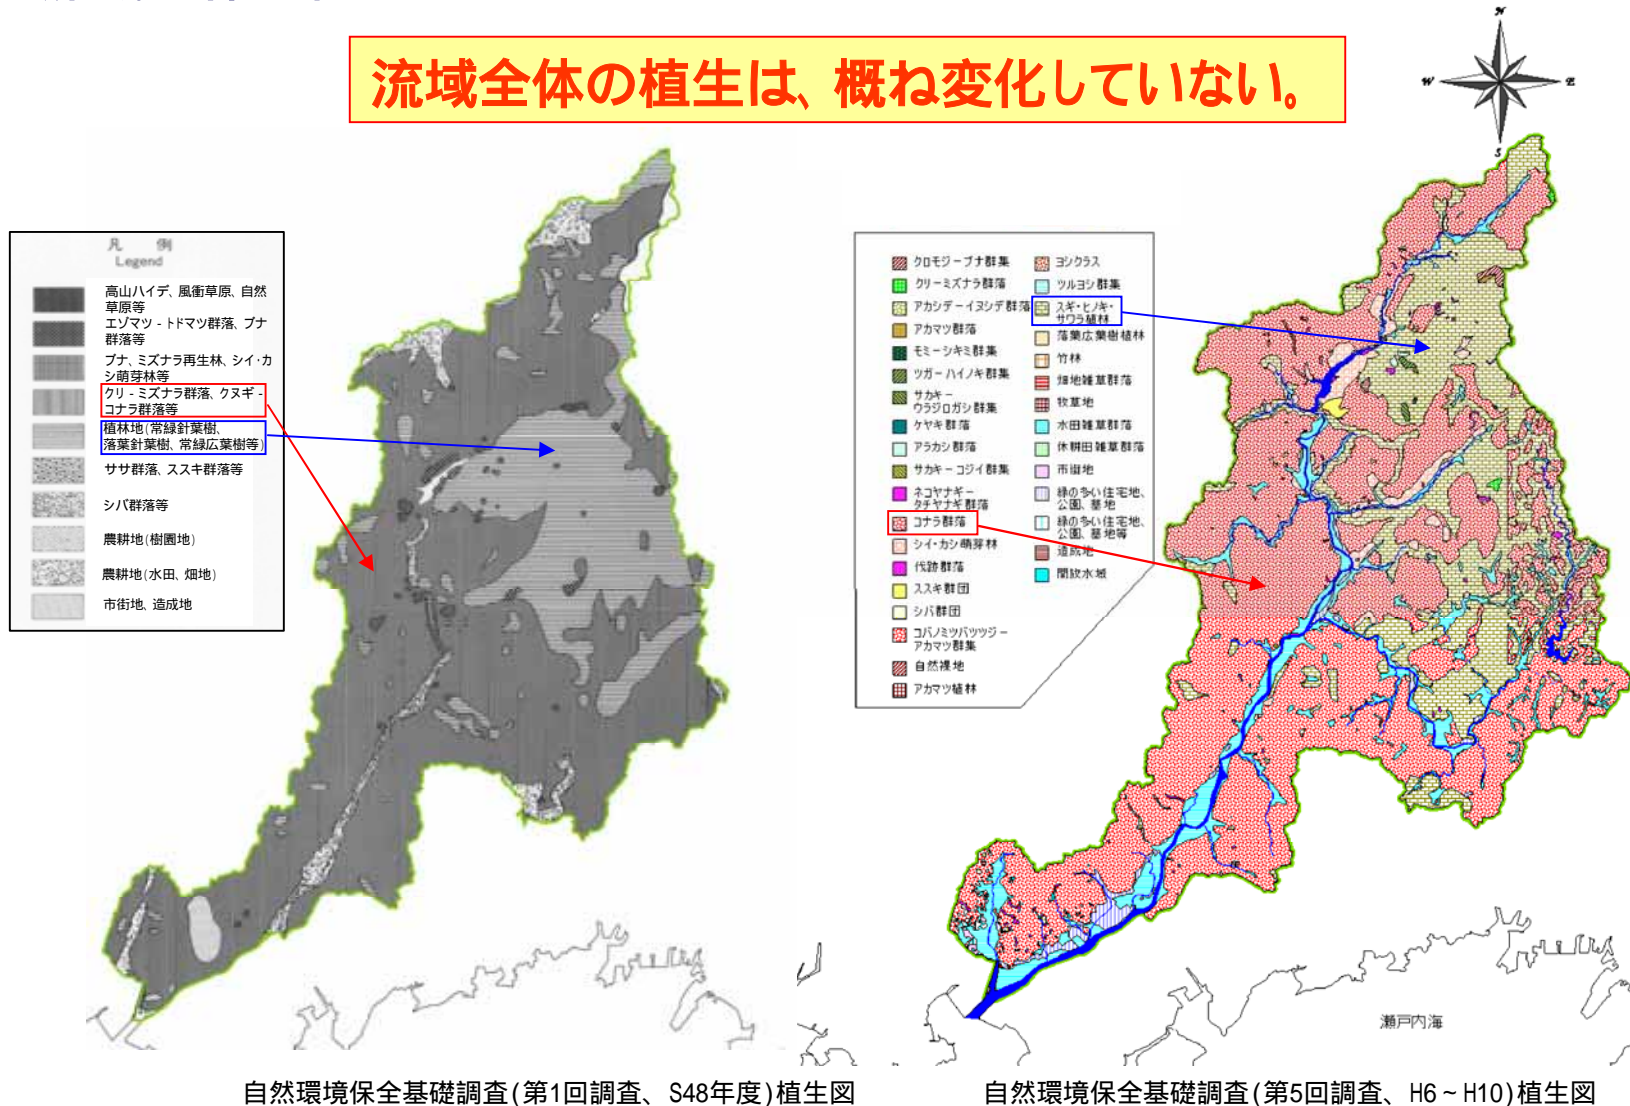 流域全体の植生は、概ね変化していない。
N
W
E
S
凡 例
Legend
高山ハイデ、風衝草原、自然
草原等
エゾマツ - トドマツ群落、ブナ
群落等
ブナ、ミズナラ再生林、シイ・カ
シ萌芽林等
クリ - ミズナラ群落、クヌギ -
コナラ群落等
植林地(常緑針葉樹、
落葉針葉樹、常緑広葉樹等)
ササ群落、ススキ群落等
シバ群落等
農耕地(樹園地)
農耕地(水田、畑地)
市街地、造成地
クロモジーブナ群集
クリーミズナラ群落
アカシデーイヌシデ群落
アカマツ群落
モミーシキミ群集
ツガーハイノキ群集
サカキー
ウラジロガシ群集
ケヤキ群落
アラカシ群落
サカキーコジイ群集
ネコヤナギー
タチヤナギ群落
コナラ群落
シイ・カシ萌芽林
伐跡群落
ススキ群団
シバ群団
コバノミツバツツジー
アカマツ群集
自然裸地
アカマツ植林
ヨシクラス
ツルヨシ群集
スギ・ヒノキ・
サワラ植林
落葉広葉樹植林
竹林
畑地雑草群落
牧草地
水田雑草群落
休耕田雑草群落
市街地
緑の多い住宅地、
公園、墓地
緑の多い住宅地、
公園、墓地等
造成地
開放水域
瀬戸内海
自然環境保全基礎調査(第1回調査、S48年度)植生図
自然環境保全基礎調査(第5回調査、H6~H10)植生図